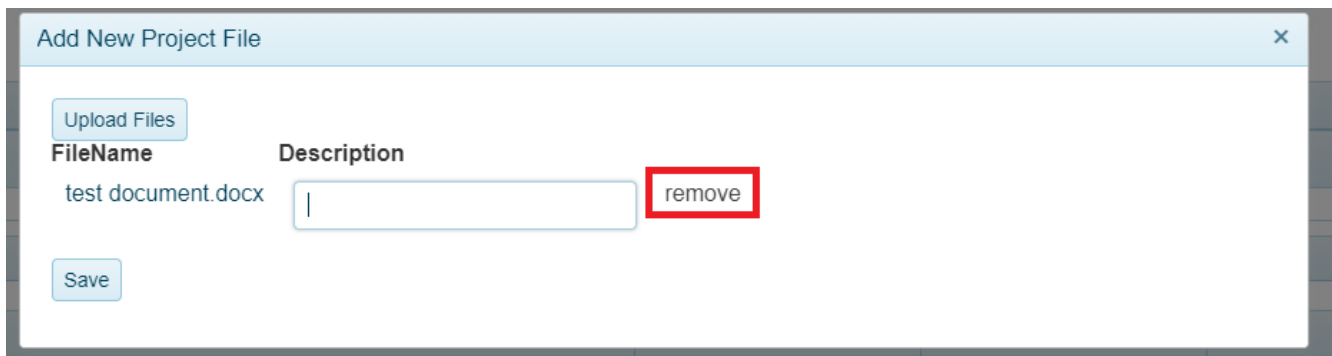 Add New Project File ×
Upload Files
FileName Description
test document.docx remove
Save